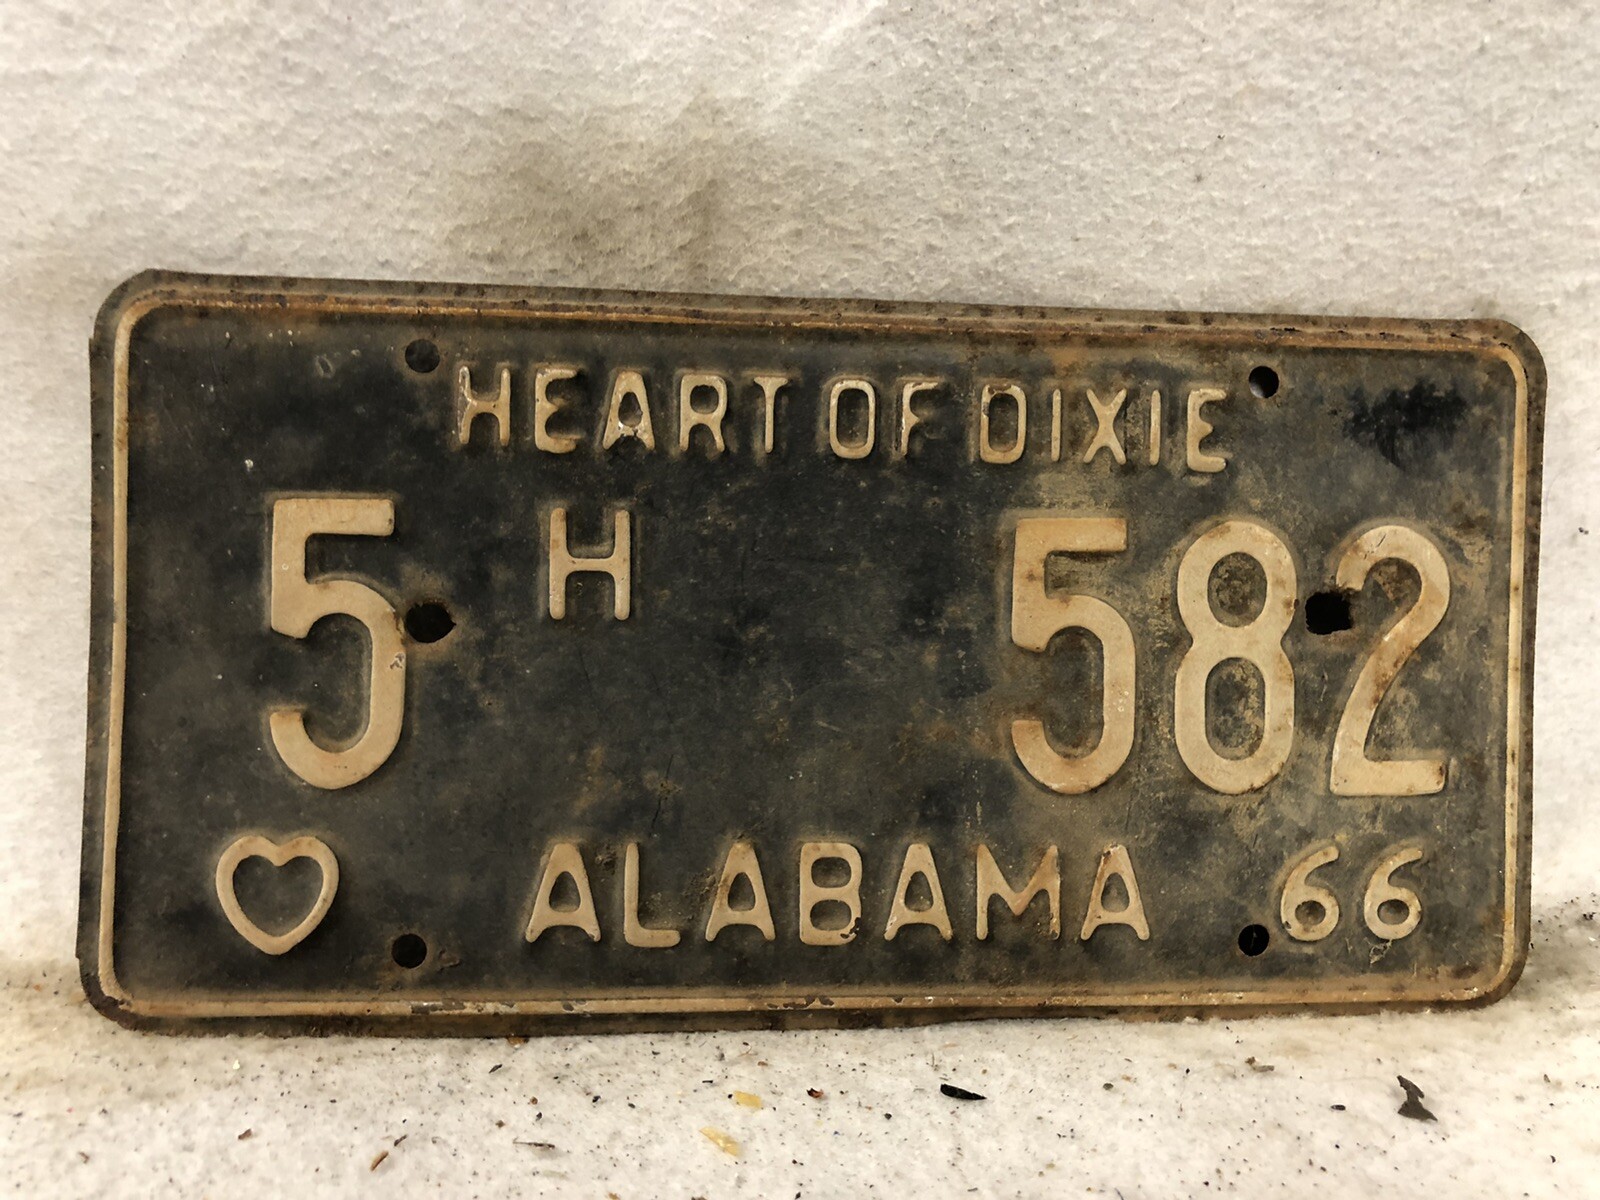 HEART OF DIXIE
5 H 582
ALABAMA 66